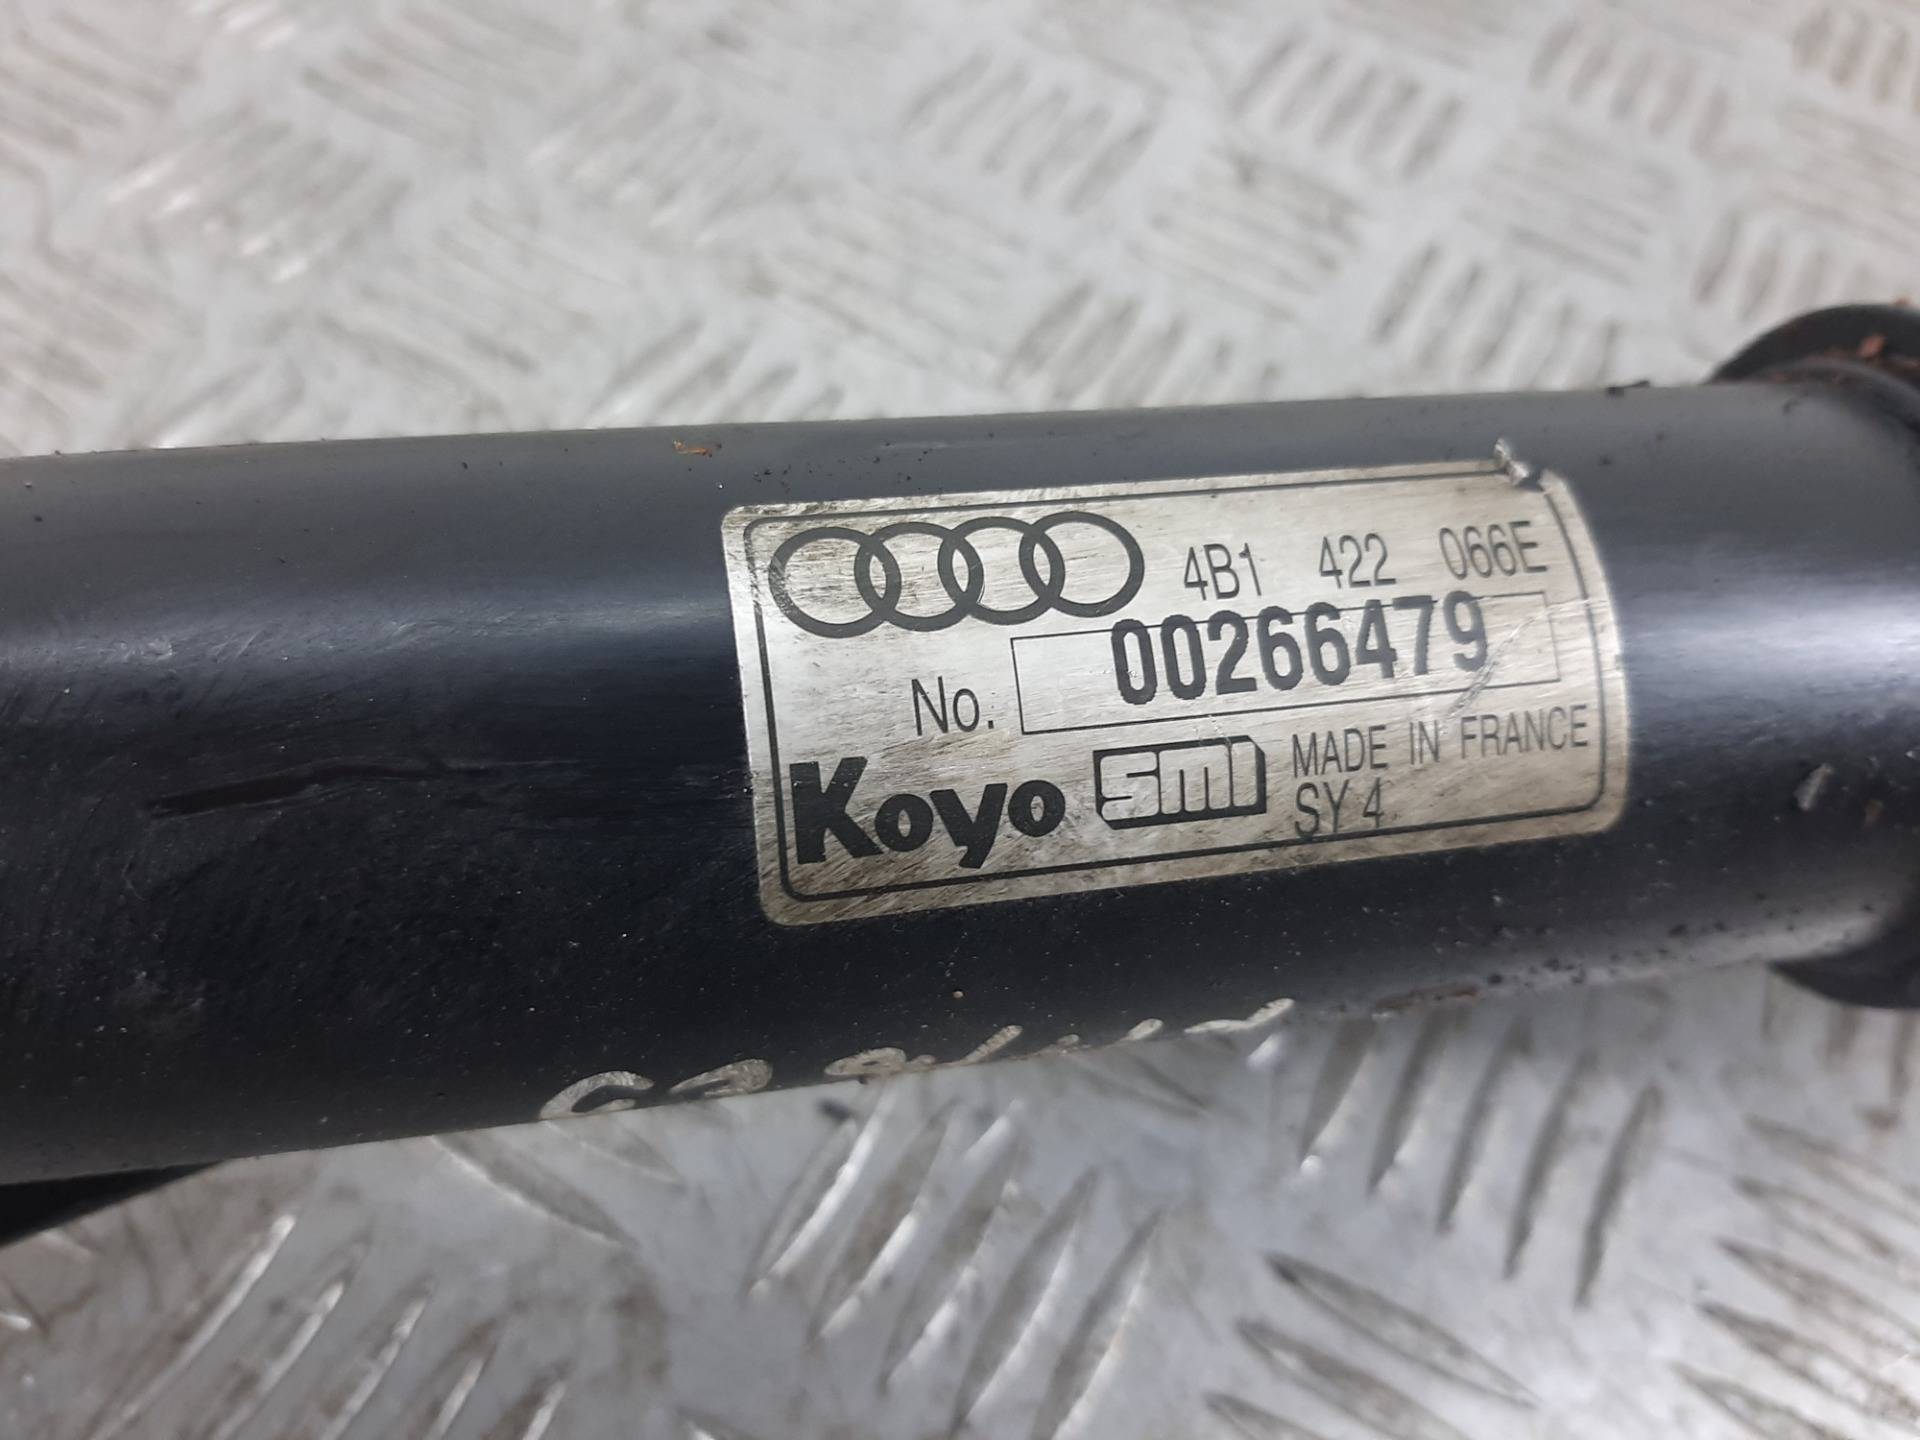 4B1 422 066E
No. 00266479
Koyo SMI MADE IN FRANCE
SY 4